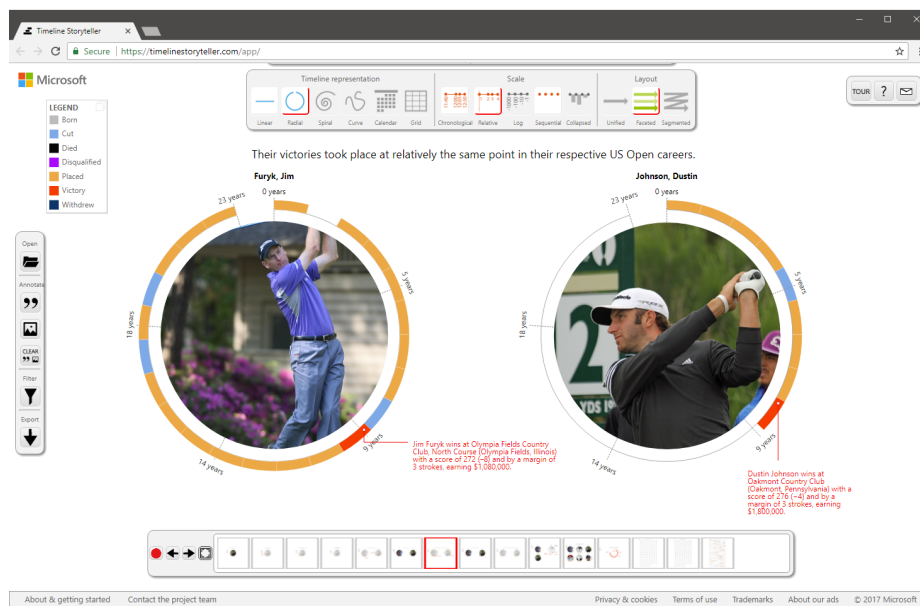 Timeline Storyteller
Secure | https://timelinestoryteller.com/app/
Microsoft
Timeline representation
Scale
Layout
Linear
Radial
Spiral
Curve
Calendar
Grid
Chronological
Relative
Log
Sequential
Collapsed
Unified
Faceted
Segmented
TOUR
?
LEGEND
Born
Cut
Died
Disqualified
Placed
Victory
Withdrew
Their victories took place at relatively the same point in their respective US Open careers.
Furyk, Jim
0 years
5 years
9 years
14 years
18 years
23 years
Jim Furyk wins at Olympia Fields Country
Club, North Course (Olympia Fields, Illinois)
with a score of 272 (−8) and by a margin of
3 strokes, earning $1,080,000.
Johnson, Dustin
0 years
5 years
9 years
14 years
18 years
23 years
Dustin Johnson wins at
Oakmont Country Club
(Oakmont, Pennsylvania) with a
score of 276 (−4) and by a
margin of 3 strokes, earning
$1,800,000.
Open
Annotate
CLEAR
Filter
Export
About & getting started
Contact the project team
Privacy & cookies
Terms of use
Trademarks
About our ads
© 2017 Microsoft